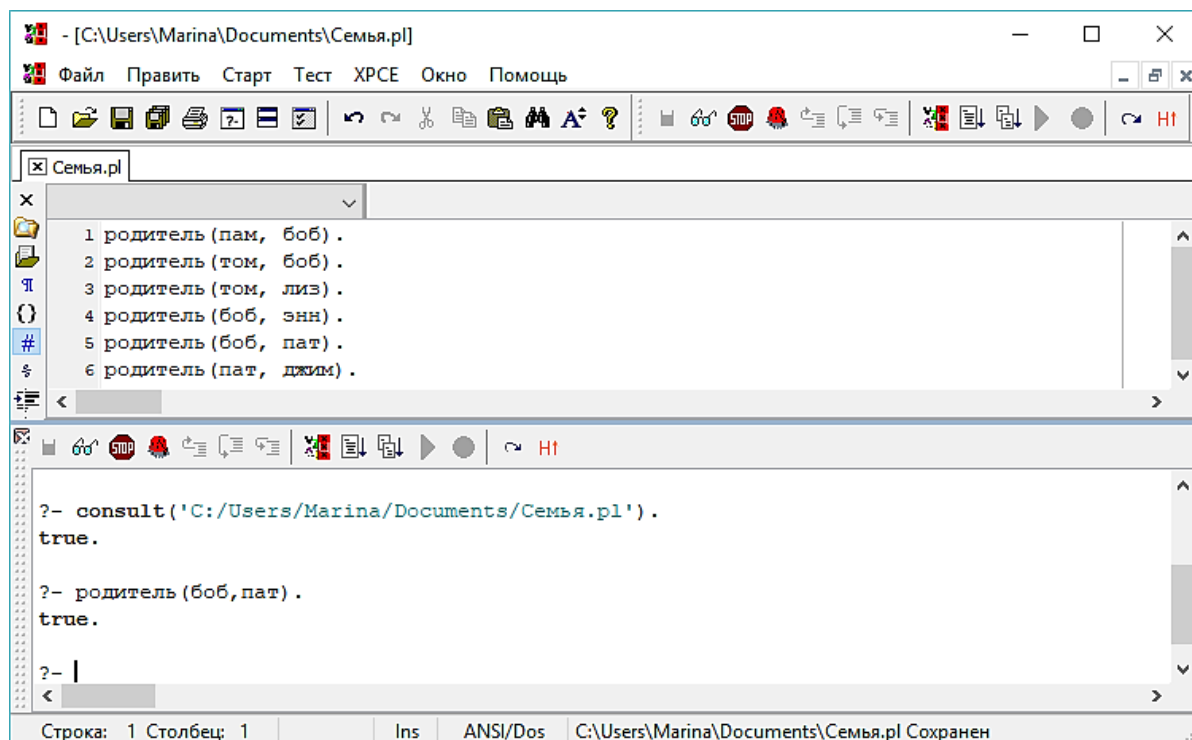 - [C:\Users\Marina\Documents\Семья.pl]
Файл Править Старт Тест XPCE Окно Помощь
?-
STOP
H↑
Семья.pl
1 родитель(пам, боб).
2 родитель(том, боб).
3 родитель(том, лиз).
4 родитель(боб, энн).
5 родитель(боб, пат).
6 родитель(пат, джим).
STOP
H↑
?- consult('C:/Users/Marina/Documents/Семья.pl').
true.
?- родитель(боб,пат).
true.
?-
Строка: 1 Столбец: 1 Ins ANSI/Dos C:\Users\Marina\Documents\Семья.pl Сохранен